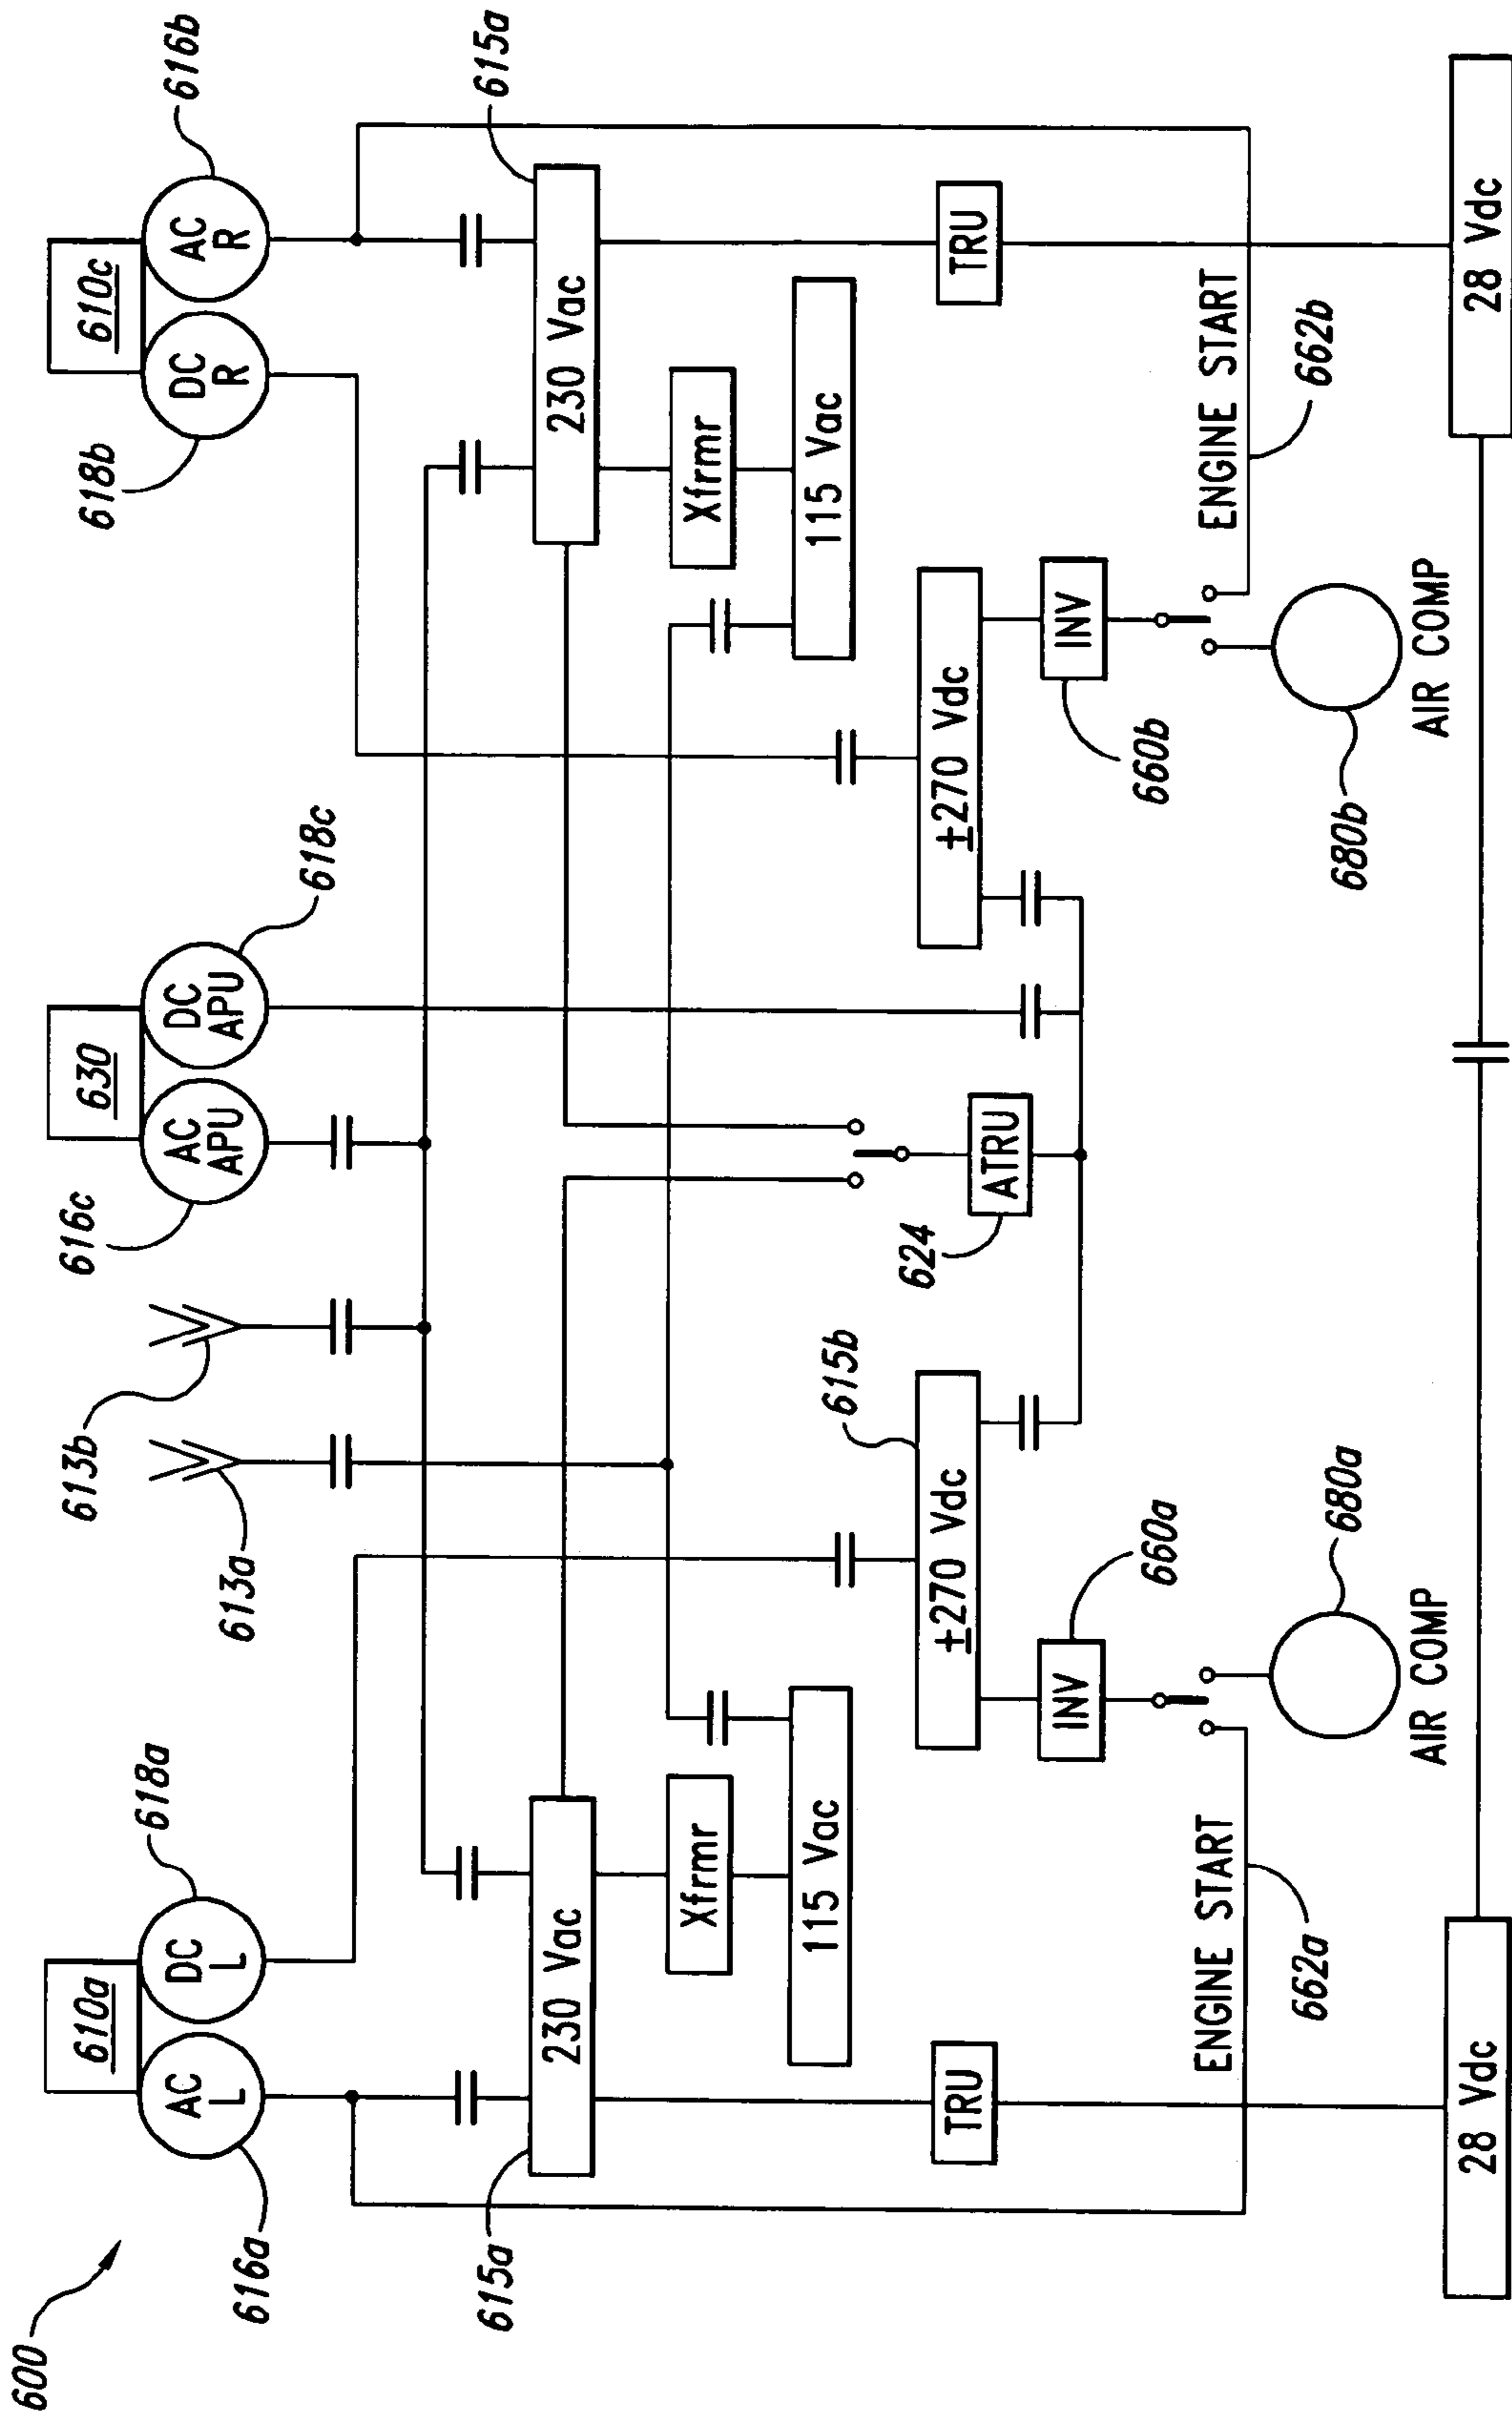 600
610a
AC
L
DC
L
616a
618a
613a
613b
630
AC
APU
DC
APU
616c
618c
610c
DC
R
AC
R
618b
616b
615a
230 Vac
230 Vac
615a
Xfrmr
Xfrmr
115 Vac
115 Vac
615b
±270 Vdc
±270 Vdc
624
ATRU
TRU
TRU
INV
660a
INV
660b
ENGINE START
662a
ENGINE START
662b
680a
AIR COMP
680b
AIR COMP
28 Vdc
28 Vdc